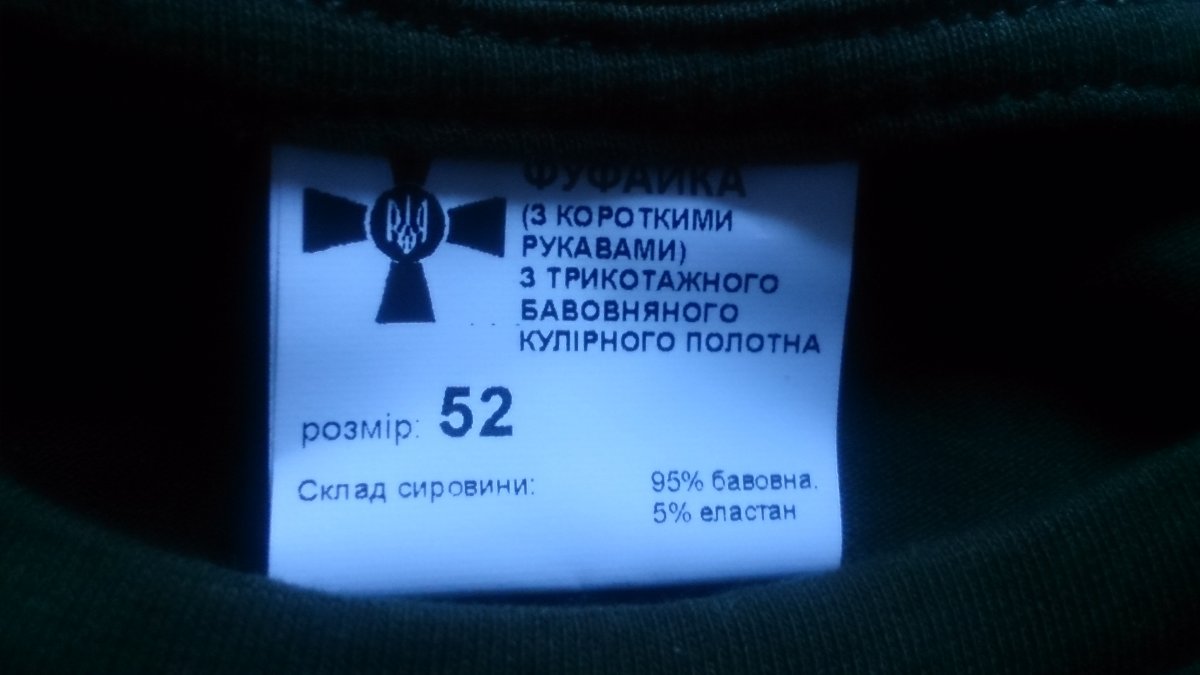 ФУФАЙКА
(З КОРОТКИМИ
РУКАВАМИ)
З ТРИКОТАЖНОГО
БАВОВНЯНОГО
КУЛІРНОГО ПОЛОТНА
розмір: 52
Склад сировини: 95% бавовна.
5% еластан